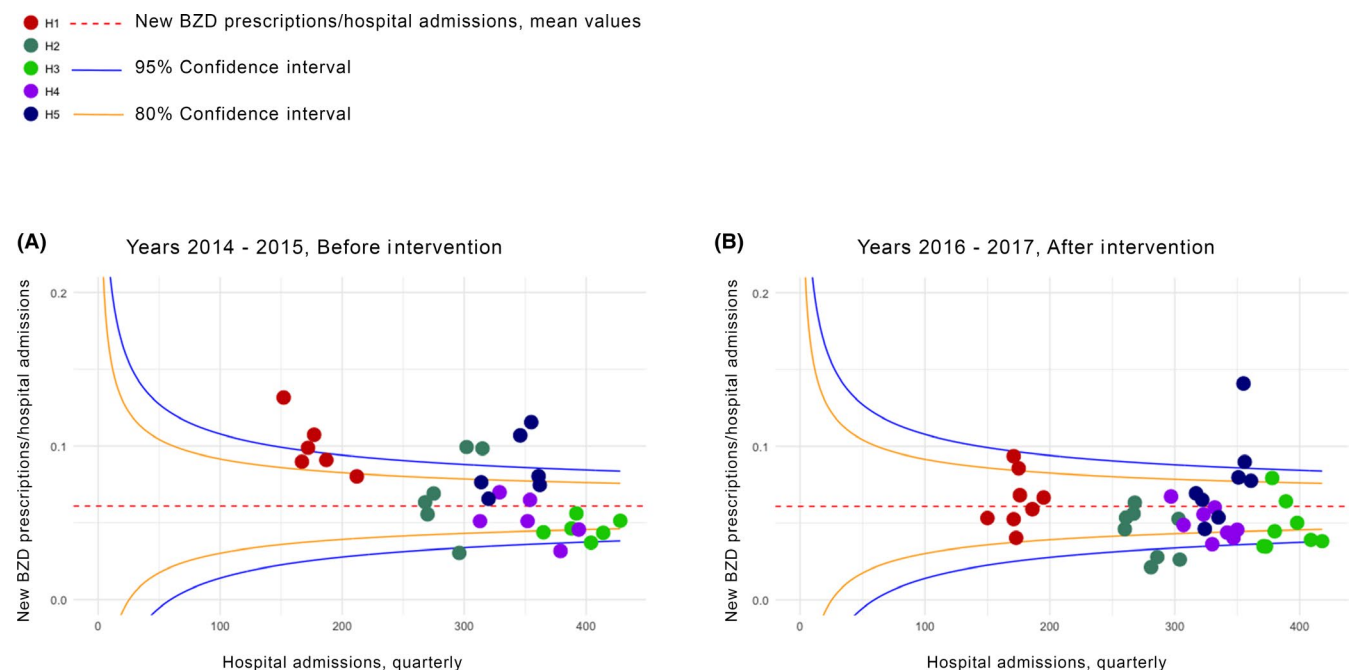 H1 New BZD prescriptions/hospital admissions, mean values
H2
H3 95% Confidence interval
H4
H5 80% Confidence interval
(A) Years 2014 - 2015, Before intervention
New BZD prescriptions/hospital admissions
0.2
0.1
0.0
0 100 200 300 400
Hospital admissions, quarterly
(B) Years 2016 - 2017, After intervention
New BZD prescriptions/hospital admissions
0.2
0.1
0.0
0 100 200 300 400
Hospital admissions, quarterly